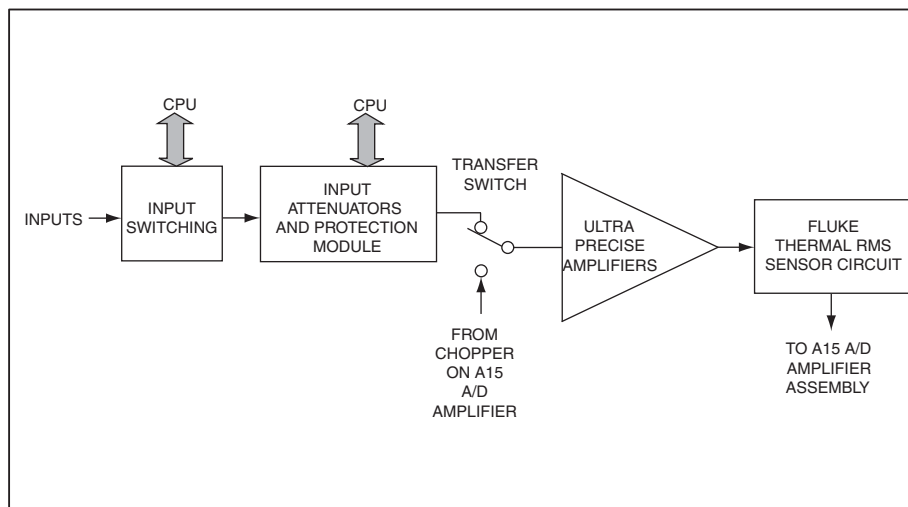 CPU
CPU
TRANSFER
SWITCH
INPUTS
INPUT
SWITCHING
INPUT
ATTENUATORS
AND PROTECTION
MODULE
ULTRA
PRECISE
AMPLIFIERS
FLUKE
THERMAL RMS
SENSOR CIRCUIT
FROM
CHOPPER
ON A15
A/D
AMPLIFIER
TO A15 A/D
AMPLIFIER
ASSEMBLY